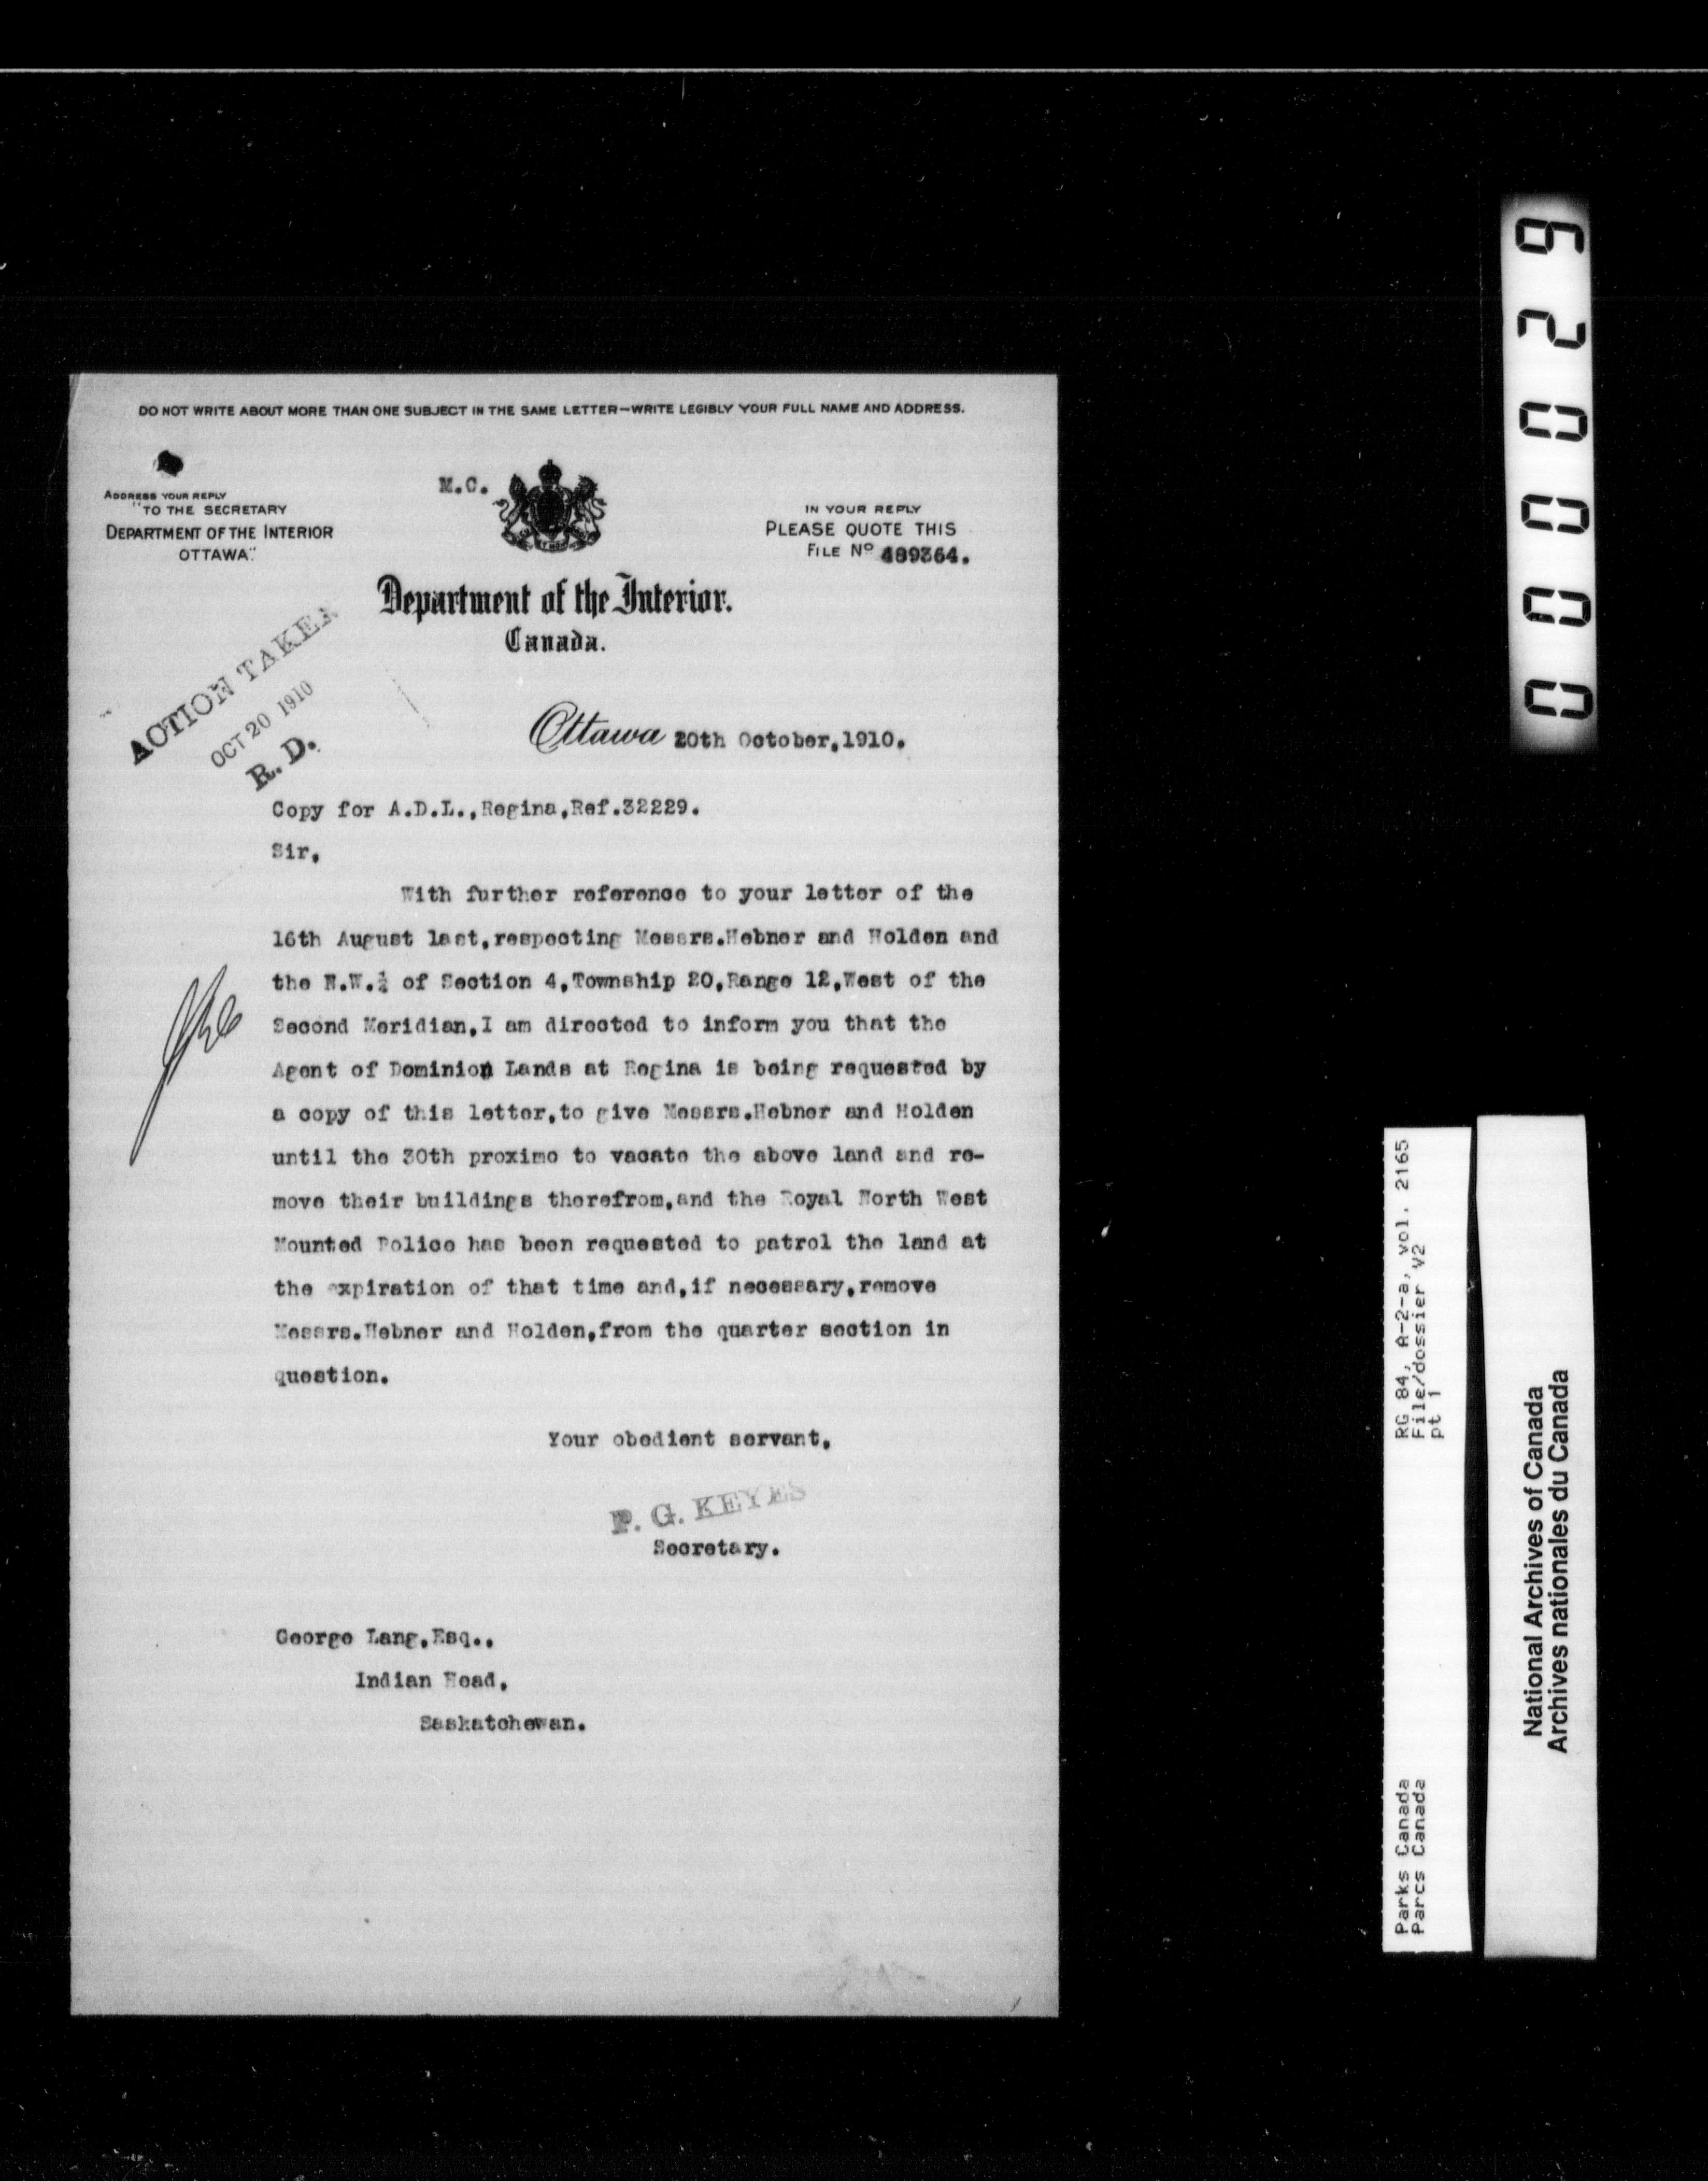 DO NOT WRITE ABOUT MORE THAN ONE SUBJECT IN THE SAME LETTER—WRITE LEGIBLY YOUR FULL NAME AND ADDRESS.
ADDRESS YOUR REPLY
"TO THE SECRETARY
DEPARTMENT OF THE INTERIOR
OTTAWA."
M.C.
IN YOUR REPLY
PLEASE QUOTE THIS
FILE No 489364.
Department of the Interior.
Canada.
ACTION TAKEN
OCT 20 1910
R. D.
Ottawa 20th October,1910.
Copy for A.D.L.,Regina,Ref.32229.
Sir,
With further reference to your letter of the
16th August last,respecting Messrs.Hebner and Holden and
the N.W.¼ of Section 4,Township 20,Range 12,West of the
Second Meridian,I am directed to inform you that the
Agent of Dominion Lands at Regina is being requested by
a copy of this letter,to give Messrs.Hebner and Holden
until the 30th proximo to vacate the above land and re-
move their buildings therefrom,and the Royal North West
Mounted Police has been requested to patrol the land at
the expiration of that time and,if necessary,remove
Messrs.Hebner and Holden,from the quarter section in
question.
Your obedient servant,
P. G. KEYES
Secretary.
George Lang,Esq.,
Indian Head,
Saskatchewan.
000029
RG 84, A-2-a, vol. 2165
File/dossier V2
pt 1
Parks Canada
Parcs Canada
National Archives of Canada
Archives nationales du Canada